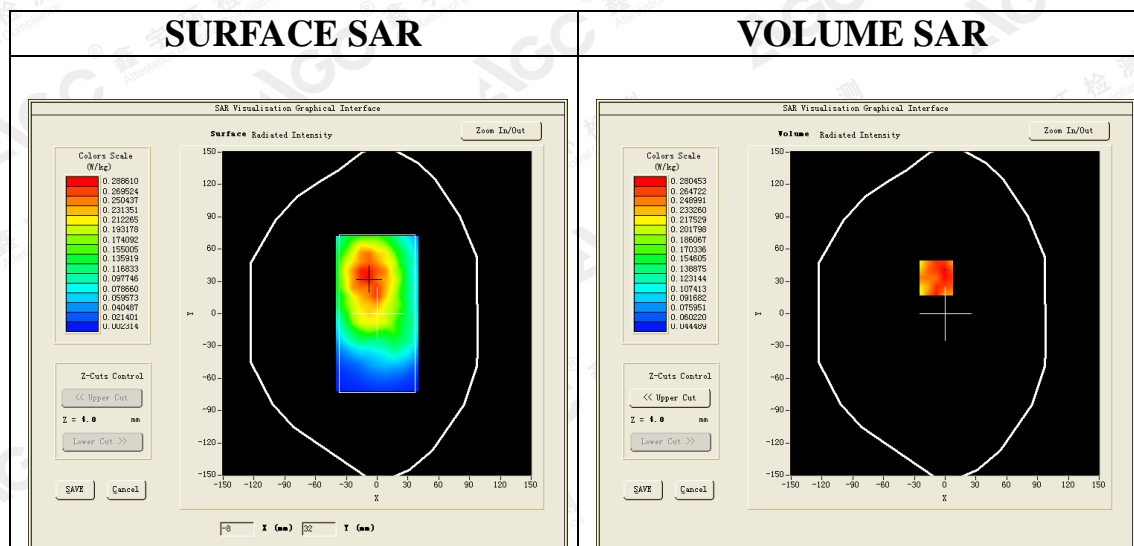 SURFACE SAR
VOLUME SAR
SAR Visualisation Graphical Interface
Surface Radiated Intensity
Zoom In/Out
Colors Scale
(W/kg)
0.288610
0.269524
0.250437
0.231351
0.212265
0.193178
0.174092
0.155005
0.135919
0.116833
0.097746
0.078660
0.059573
0.040487
0.021401
0.002314
150
120
90
60
30
0
-30
-60
-90
-120
-150
Y
-150 -120 -90 -60 -30 0 30 60 90 120 150
X
Z-Cuts Control
<< Upper Cut
Z = 4.0 mm
Lower Cut >>
SAVE Cancel
-8 X (mm) 32 Y (mm)
SAR Visualisation Graphical Interface
Volume Radiated Intensity
Zoom In/Out
Colors Scale
(W/kg)
0.280453
0.264722
0.248991
0.233260
0.217529
0.201798
0.186067
0.170336
0.154605
0.138875
0.123144
0.107413
0.091682
0.075951
0.060220
0.044489
150
120
90
60
30
0
-30
-60
-90
-120
-150
Y
-150 -120 -90 -60 -30 0 30 60 90 120 150
X
Z-Cuts Control
<< Upper Cut
Z = 4.0 mm
Lower Cut >>
SAVE Cancel